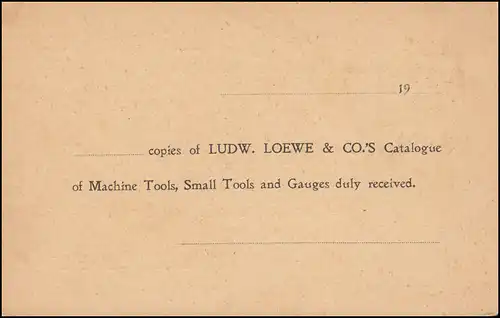 19
copies of LUDW. LOEWE & CO.'S Catalogue
of Machine Tools, Small Tools and Gauges duly received.